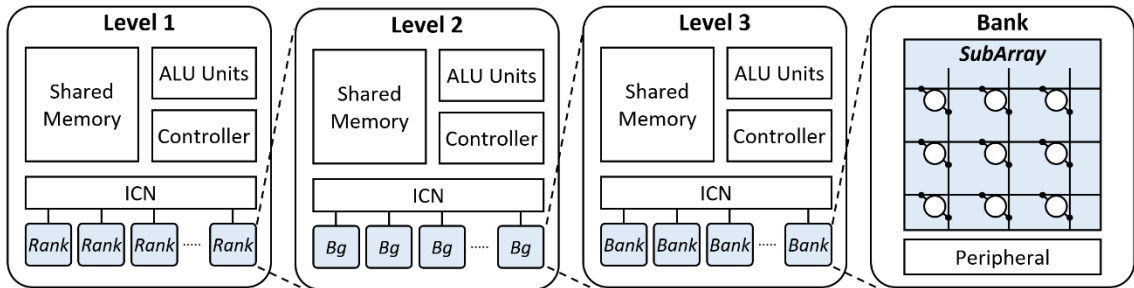 Level 1
Shared
Memory
ALU Units
Controller
ICN
Rank Rank Rank ..... Rank
Level 2
Shared
Memory
ALU Units
Controller
ICN
Bg Bg Bg ..... Bg
Level 3
Shared
Memory
ALU Units
Controller
ICN
Bank Bank Bank ..... Bank
Bank
SubArray
Peripheral